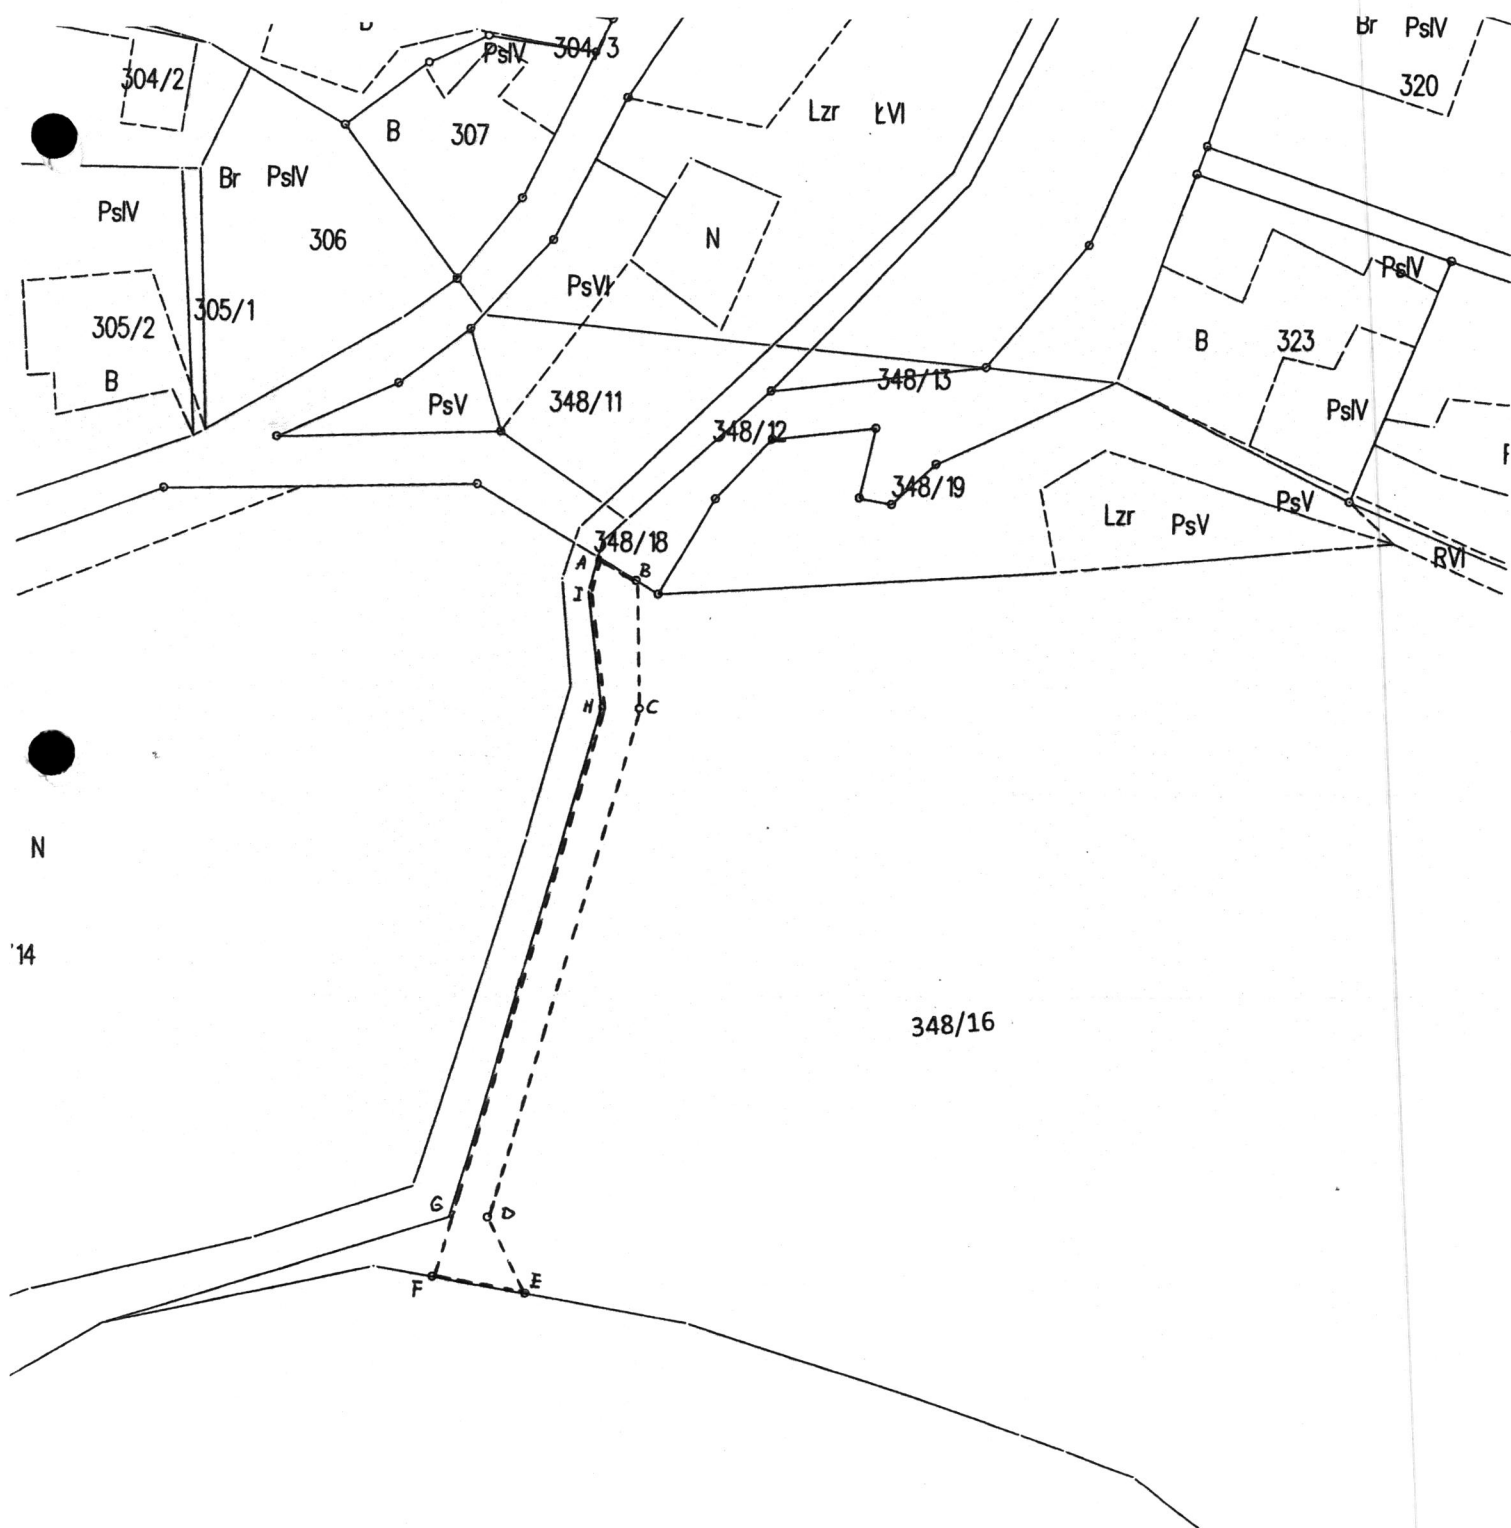 Br PsIV
PsIV 304/3
304/2
320
Lzr ŁVI
B
307
Br PsIV
PsIV
306
N
PsIV
PsVI
305/1
305/2
B 323
B
348/13
PsV
348/11
PsIV
348/12
348/19
PsV
Lzr PsV
348/18
RVI
A
B
I
H
C
N
'14
348/16
G
D
F
E